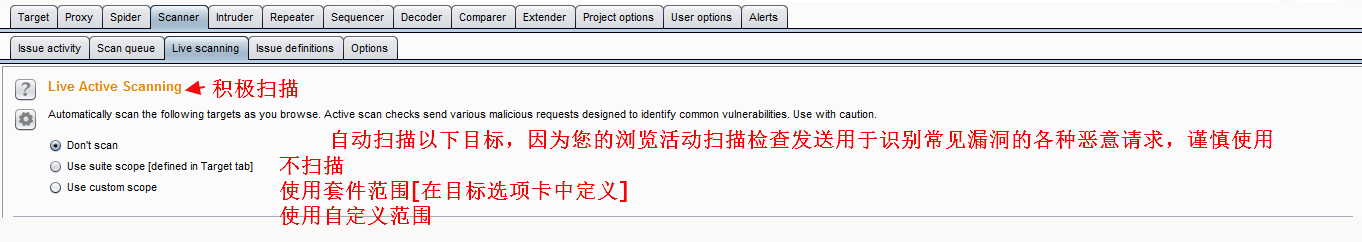 Target Proxy Spider Scanner Intruder Repeater Sequencer Decoder Comparer Extender Project options User options Alerts
Issue activity Scan queue Live scanning Issue definitions Options
? Live Active Scanning 积极扫描
Automatically scan the following targets as you browse. Active scan checks send various malicious requests designed to identify common vulnerabilities. Use with caution.
自动扫描以下目标，因为您的浏览活动扫描检查发送用于识别常见漏洞的各种恶意请求，谨慎使用
Don't scan
不扫描
Use suite scope [defined in Target tab]
使用套件范围[在目标选项卡中定义]
Use custom scope
使用自定义范围